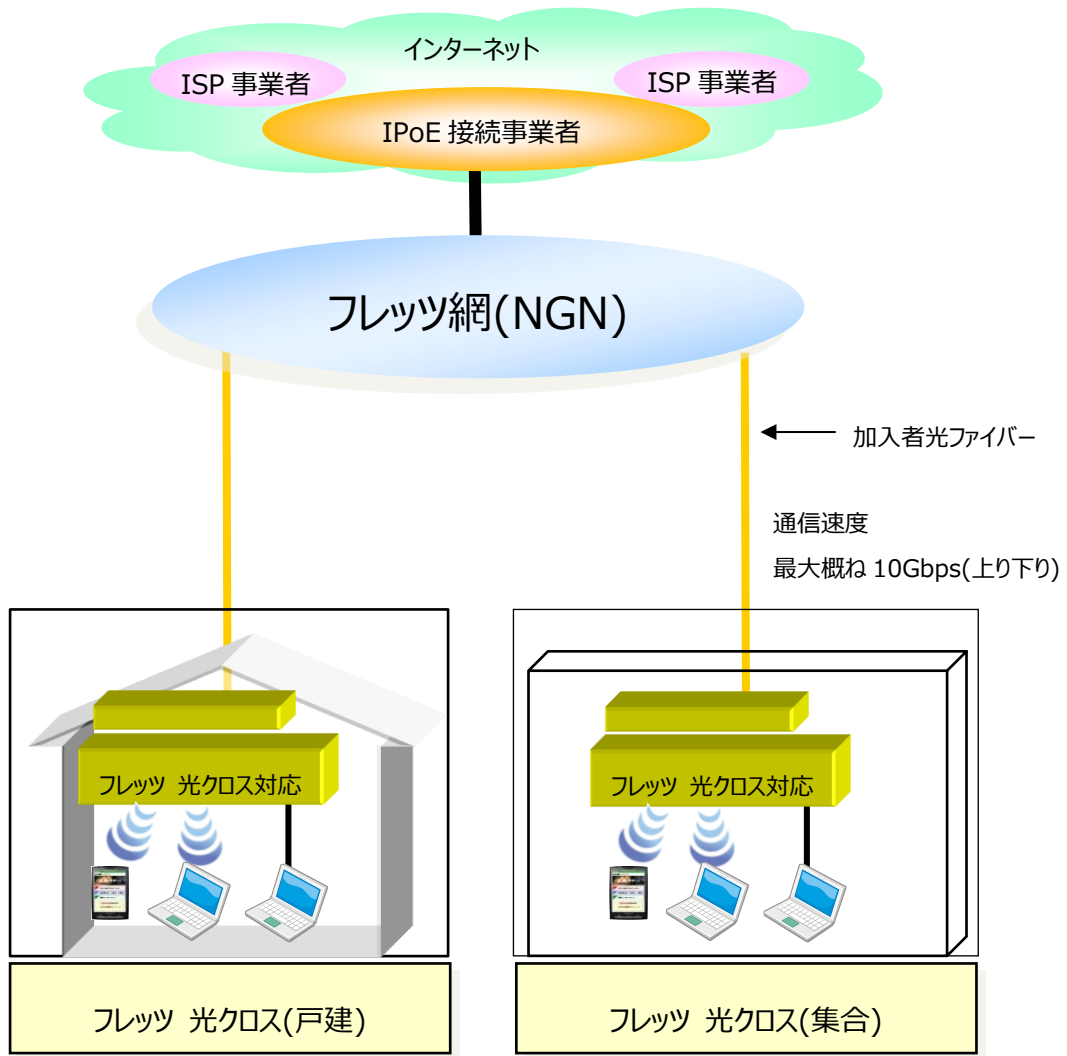 インターネット
ISP 事業者
ISP 事業者
IPoE 接続事業者
フレッツ網(NGN)
加入者光ファイバー
通信速度
最大概ね 10Gbps(上り下り)
フレッツ 光クロス対応
フレッツ 光クロス対応
フレッツ 光クロス(戸建)
フレッツ 光クロス(集合)